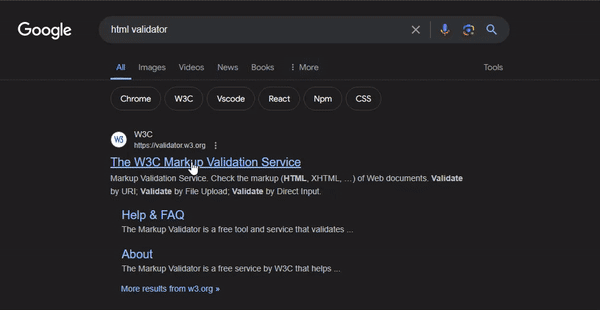 Google
html validator
All Images Videos News Books More Tools
Chrome W3C Vscode React Npm CSS
W3 W3C
https://validator.w3.org
The W3C Markup Validation Service
Markup Validation Service. Check the markup (HTML, XHTML, ...) of Web documents. Validate
by URI; Validate by File Upload; Validate by Direct Input.
Help & FAQ
The Markup Validator is a free tool and service that validates ...
About
The Markup Validator is a free service by W3C that helps ...
More results from w3.org »